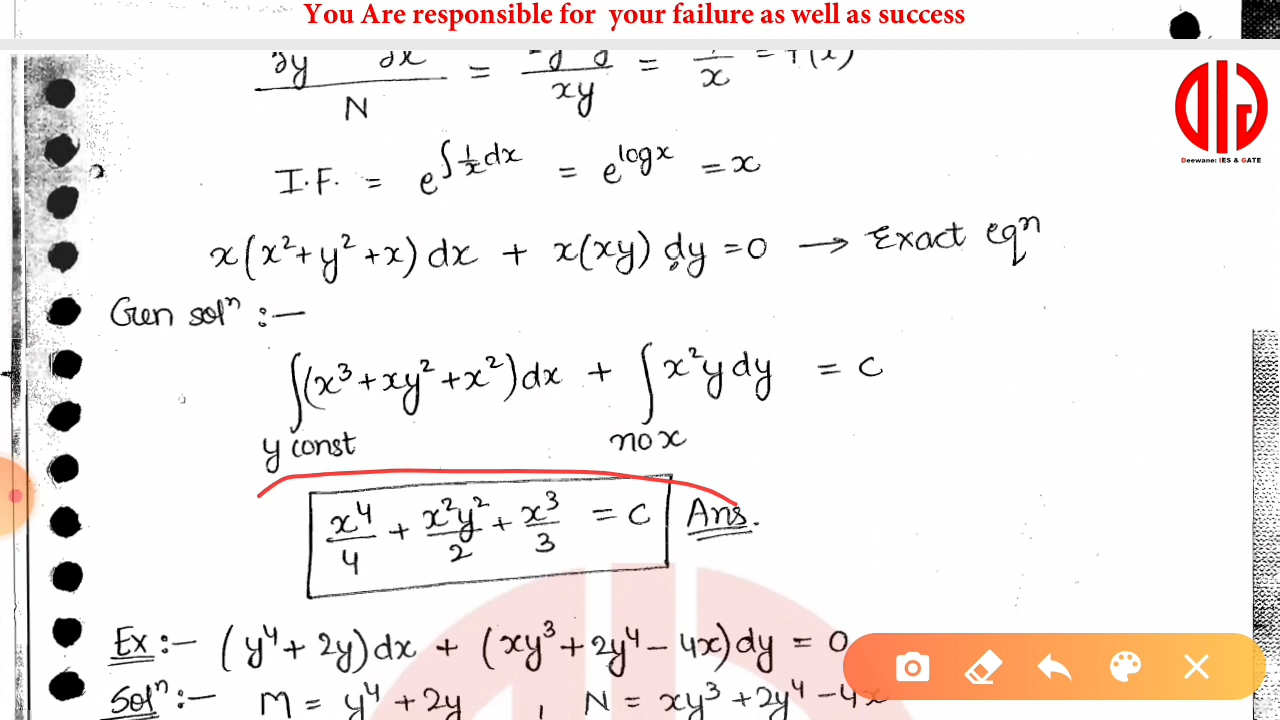 You Are responsible for your failure as well as success
∂y ∂x
N = -y y / xy = / x = f(x)
Deewane: IES & GATE
I.F. = e^∫1/x dx = e^logx = x
x(x²+y²+x)dx + x(xy)dy = 0 → Exact eqⁿ
Gen solⁿ :-
∫(x³+xy²+x²)dx + ∫x²y dy = c
y const no x
x⁴/4 + x²y²/2 + x³/3 = c Ans.
Ex:- (y⁴+2y)dx + (xy³+2y⁴-4x)dy = 0
Solⁿ:- M = y⁴+2y , N = xy³+2y⁴-4x